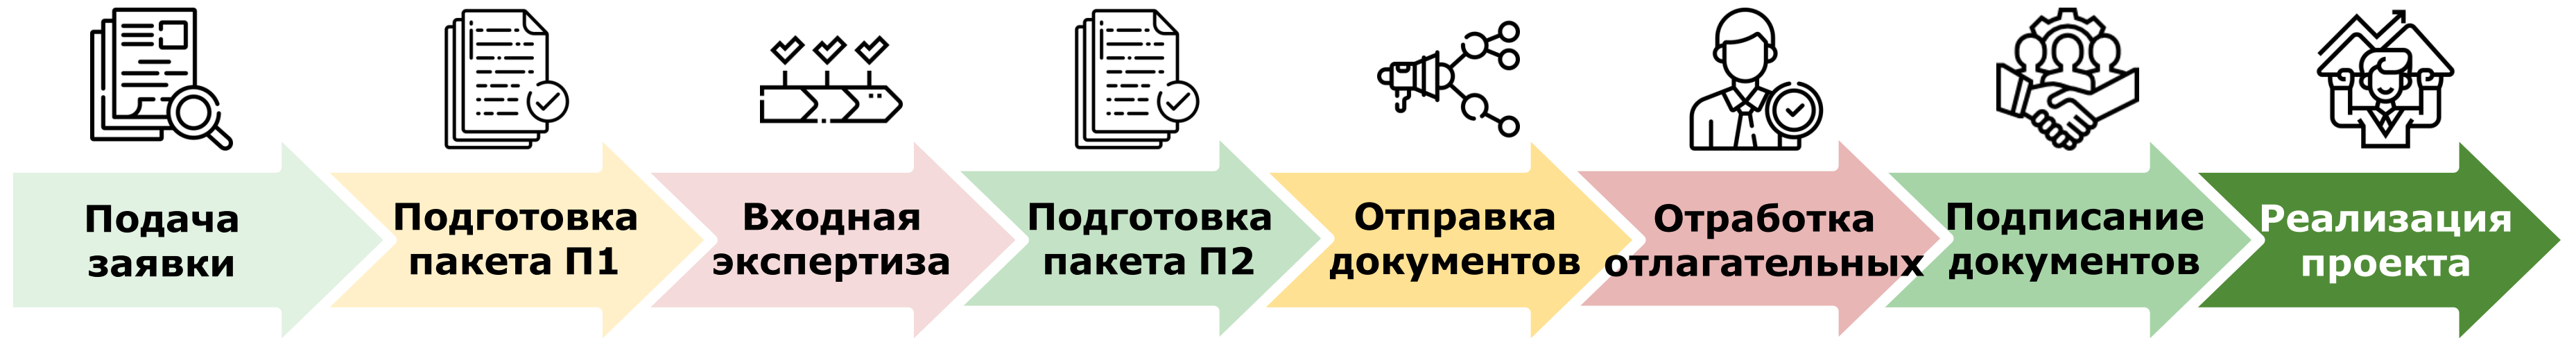 Подача
заявки
Подготовка
пакета П1
Входная
экспертиза
Подготовка
пакета П2
Отправка
документов
Отработка
отлагательных
Подписание
документов
Реализация
проекта